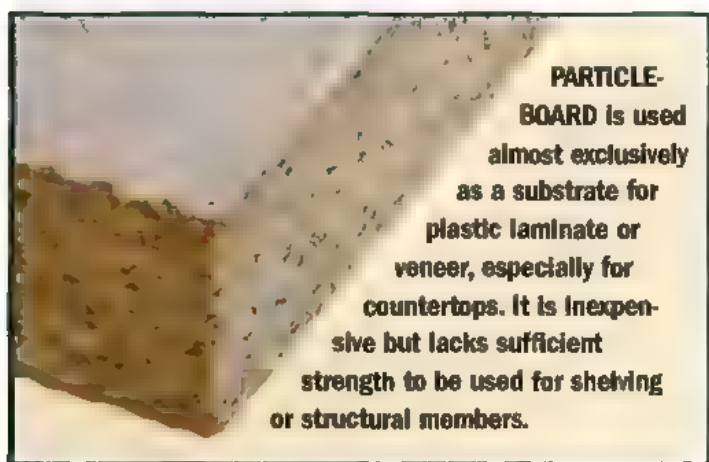 PARTICLE-
BOARD is used
almost exclusively
as a substrate for
plastic laminate or
veneer, especially for
countertops. It is inexpen-
sive but lacks sufficient
strength to be used for shelving
or structural members.